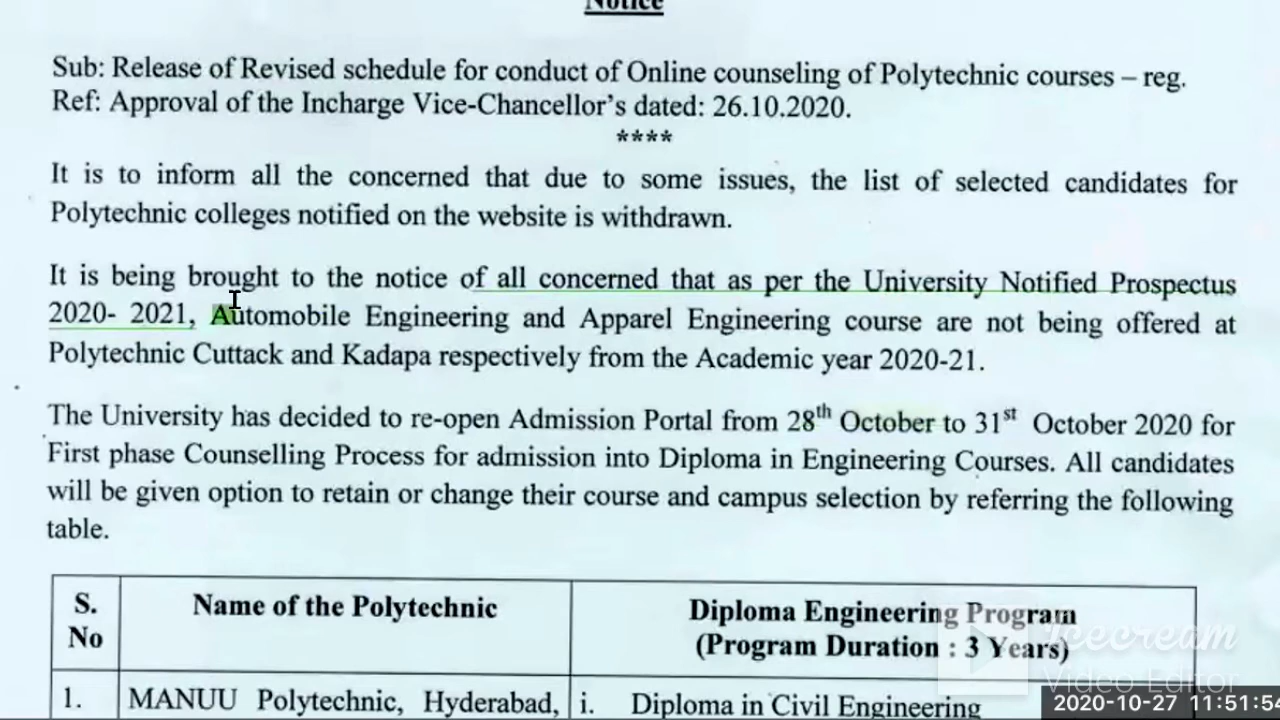 Notice
Sub: Release of Revised schedule for conduct of Online counseling of Polytechnic courses – reg.
Ref: Approval of the Incharge Vice-Chancellor's dated: 26.10.2020.
****
It is to inform all the concerned that due to some issues, the list of selected candidates for
Polytechnic colleges notified on the website is withdrawn.
It is being brought to the notice of all concerned that as per the University Notified Prospectus
2020- 2021, Automobile Engineering and Apparel Engineering course are not being offered at
Polytechnic Cuttack and Kadapa respectively from the Academic year 2020-21.
The University has decided to re-open Admission Portal from 28th October to 31st October 2020 for
First phase Counselling Process for admission into Diploma in Engineering Courses. All candidates
will be given option to retain or change their course and campus selection by referring the following
table.
S. No
Name of the Polytechnic
Diploma Engineering Program
(Program Duration : 3 Years)
1. MANUU Polytechnic, Hyderabad, i. Diploma in Civil Engineering
Icecream
Video Editor
2020-10-27 11:51:54